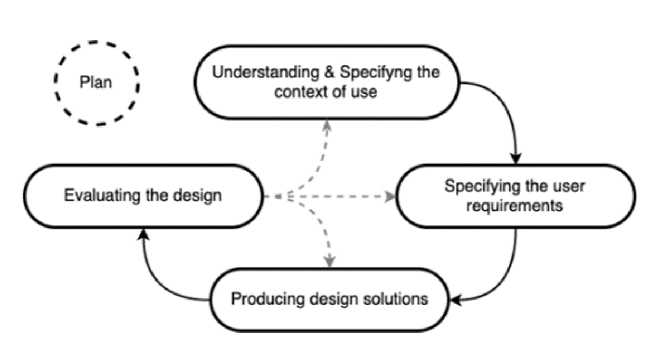 Plan
Understanding & Specifyng the
context of use
Evaluating the design
Specifying the user
requirements
Producing design solutions